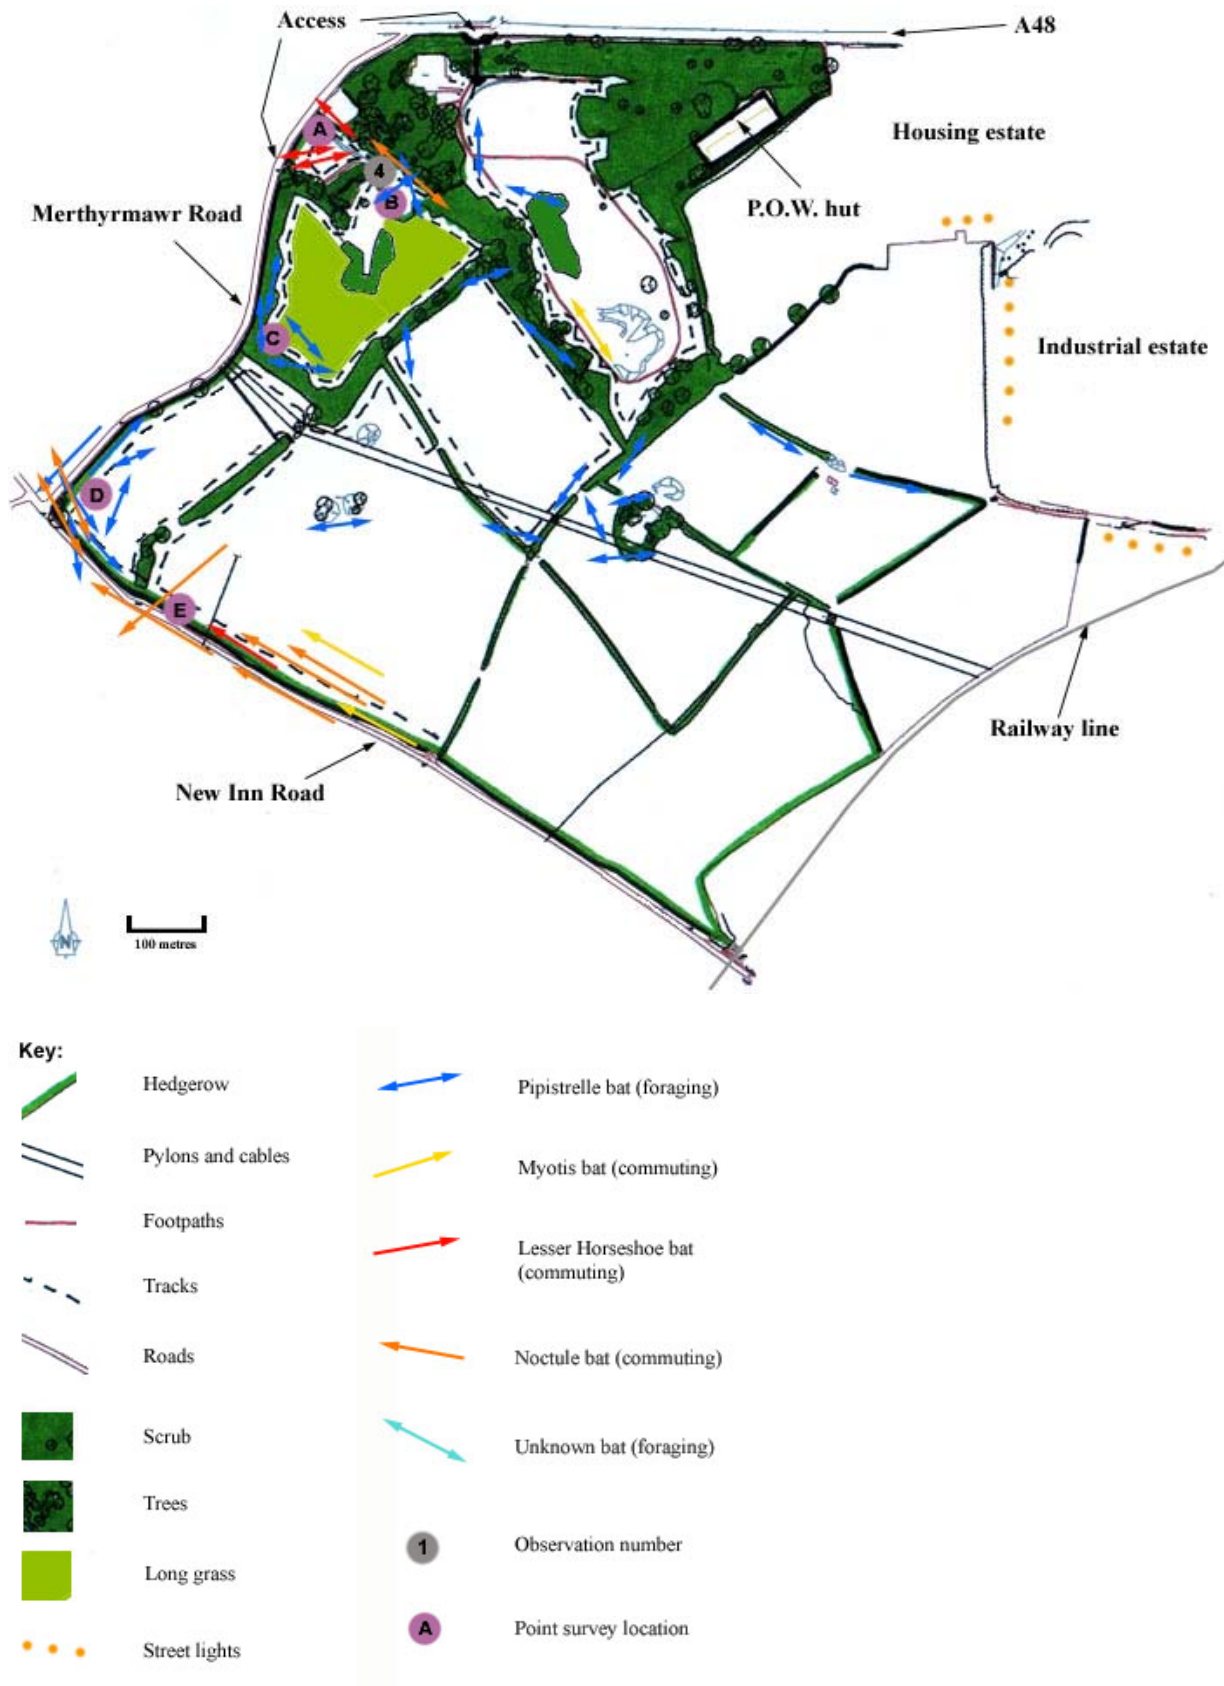 Access
A48
A
Housing estate
4
Merthyrmawr Road
B
P.O.W. hut
C
Industrial estate
D
E
Railway line
New Inn Road
N
100 metres
Key:
Hedgerow
Pipistrelle bat (foraging)
Pylons and cables
Myotis bat (commuting)
Footpaths
Lesser Horseshoe bat
(commuting)
Tracks
Roads
Noctule bat (commuting)
Scrub
Unknown bat (foraging)
Trees
1
Observation number
Long grass
A
Point survey location
Street lights